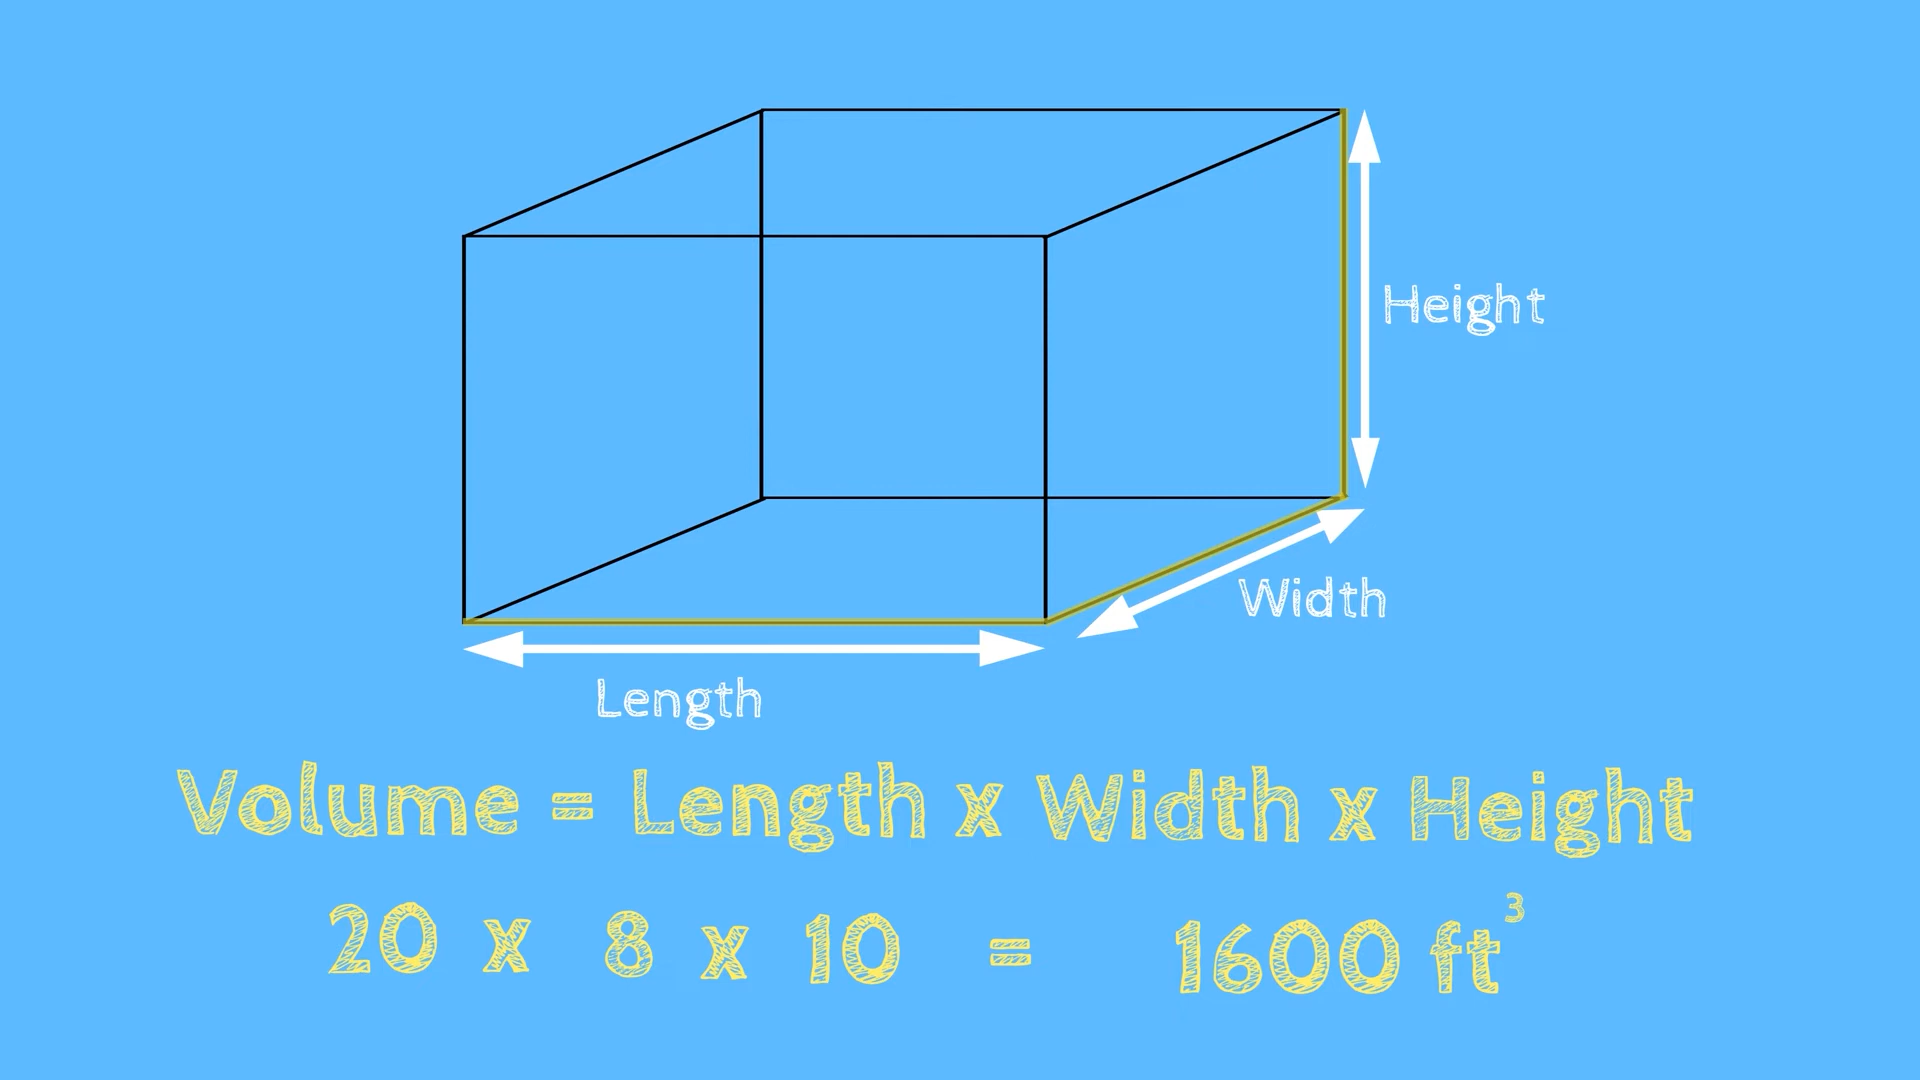 Height
Width
Length
Volume = Length x Width x Height
20 x 8 x 10 = 1600 ft³